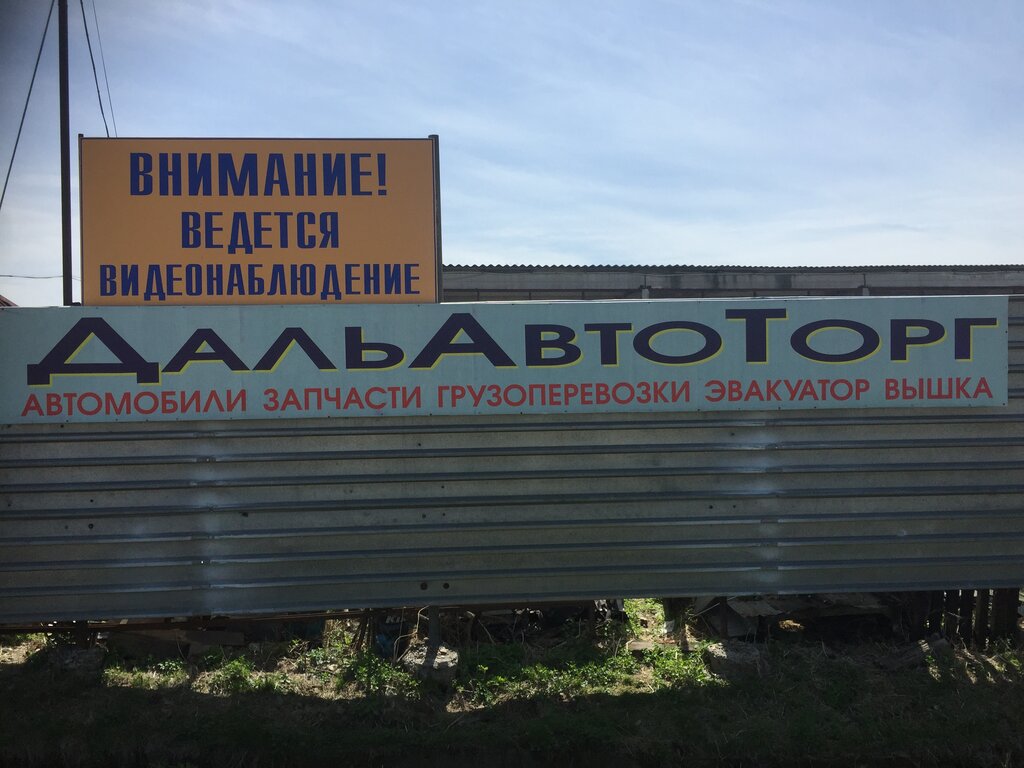 ВНИМАНИЕ!
ВЕДЕТСЯ
ВИДЕОНАБЛЮДЕНИЕ
ДАЛЬАВТОТОРГ
АВТОМОБИЛИ ЗАПЧАСТИ ГРУЗОПЕРЕВОЗКИ ЭВАКУАТОР ВЫШКА